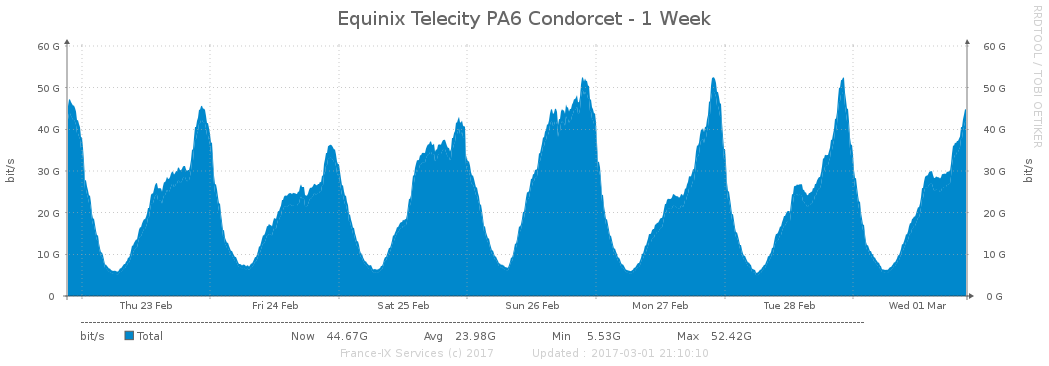 Equinix Telecity PA6 Condorcet - 1 Week
RRDTOOL / TOBI OETIKER
bit/s
60 G
50 G
40 G
30 G
20 G
10 G
0
60 G
50 G
40 G
30 G
20 G
10 G
0 G
bit/s
Thu 23 Feb Fri 24 Feb Sat 25 Feb Sun 26 Feb Mon 27 Feb Tue 28 Feb Wed 01 Mar
bit/s Total Now 44.67G Avg 23.98G Min 5.53G Max 52.42G
France-IX Services (c) 2017 Updated : 2017-03-01 21:10:10